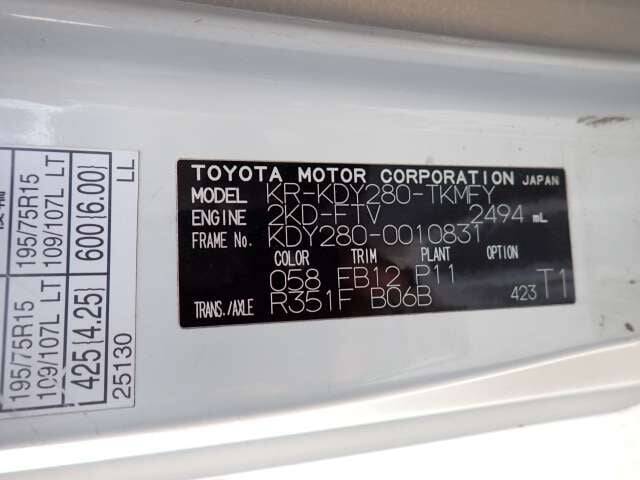 TOYOTA MOTOR CORPORATION JAPAN
MODEL KR-KDY280-TKMFY
ENGINE 2KD-FTV 2494 mL
FRAME No. KDY280-0010831
COLOR TRIM PLANT OPTION
058 FB12 P11
TRANS./AXLE R351F B06B 423 T1
195/75R15 195/75R15
109/107L LT 109/107L LT
425(4.25) 600(6.00)
25130 LL